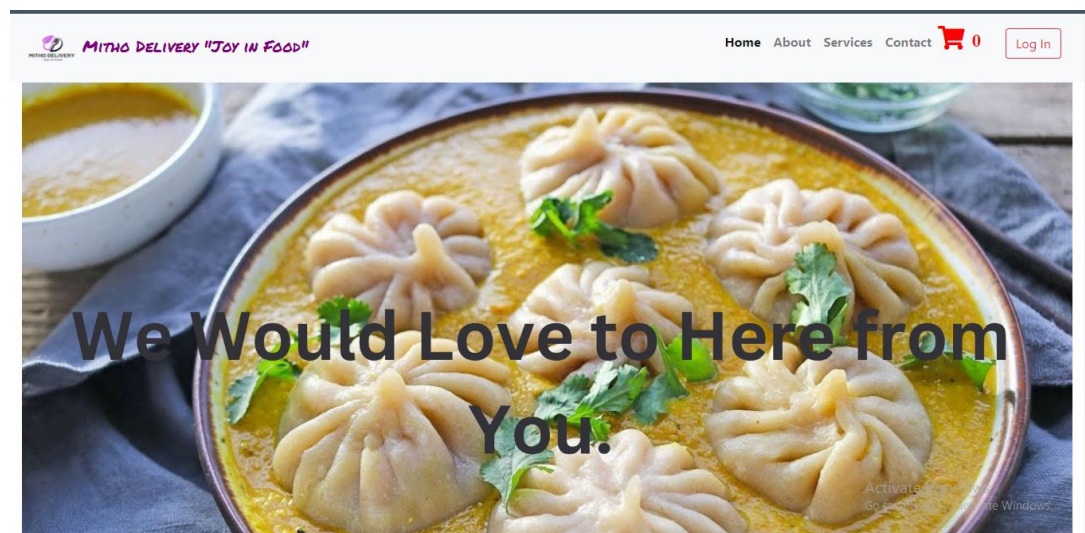 MITHO DELIVERY
Mitho Delivery "Joy in Food"
Home About Services Contact 0 Log In
We Would Love to Here from
You.
Activate
Go to Windows.